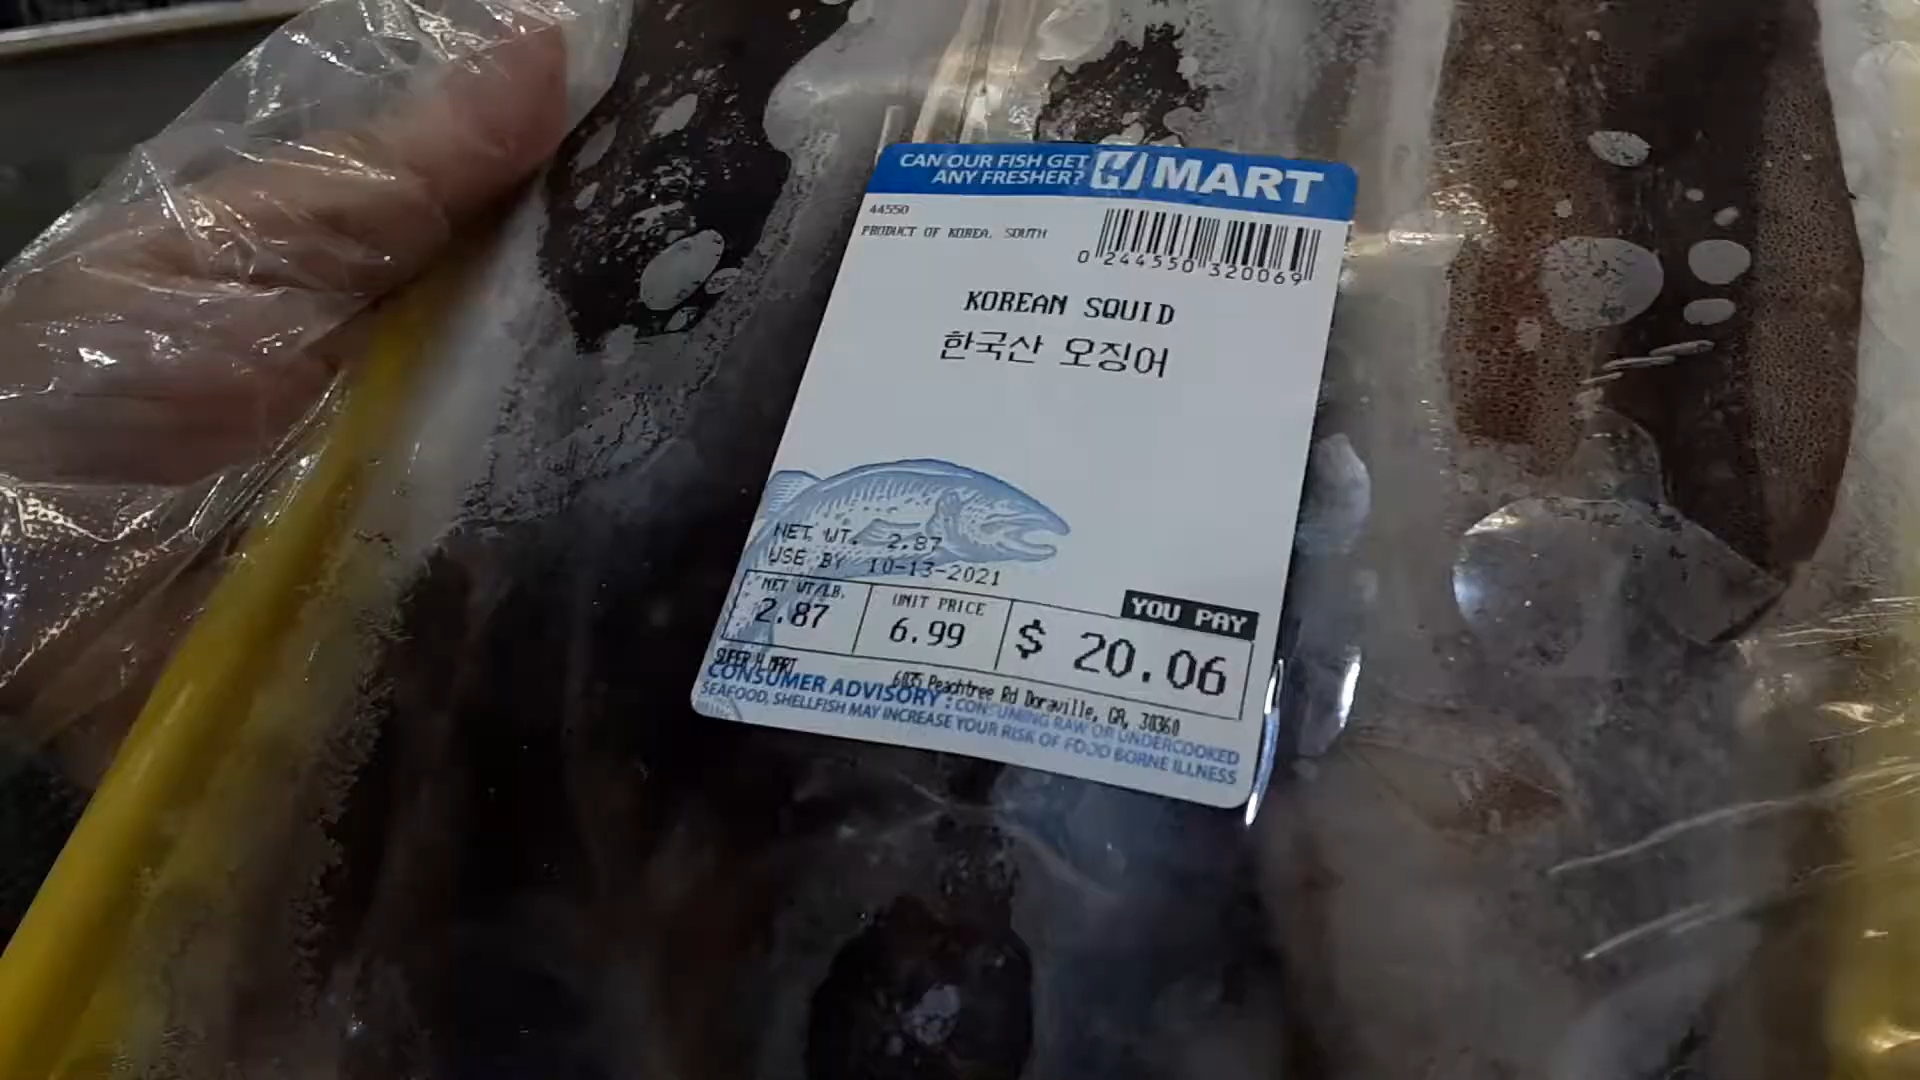 CAN OUR FISH GET
ANY FRESHER?
H MART
44550
PRODUCT OF KOREA, SOUTH
0 244550 320069
KOREAN SQUID
한국산 오징어
NET WT. 2.87
USE BY 10-13-2021
NET WT/LB. UNIT PRICE YOU PAY
2.87 6.99 $ 20.06
SUPER H MART
6035 Peachtree Rd Doraville, GA, 30360
CONSUMER ADVISORY : CONSUMING RAW OR UNDERCOOKED
SEAFOOD, SHELLFISH MAY INCREASE YOUR RISK OF FOOD BORNE ILLNESS